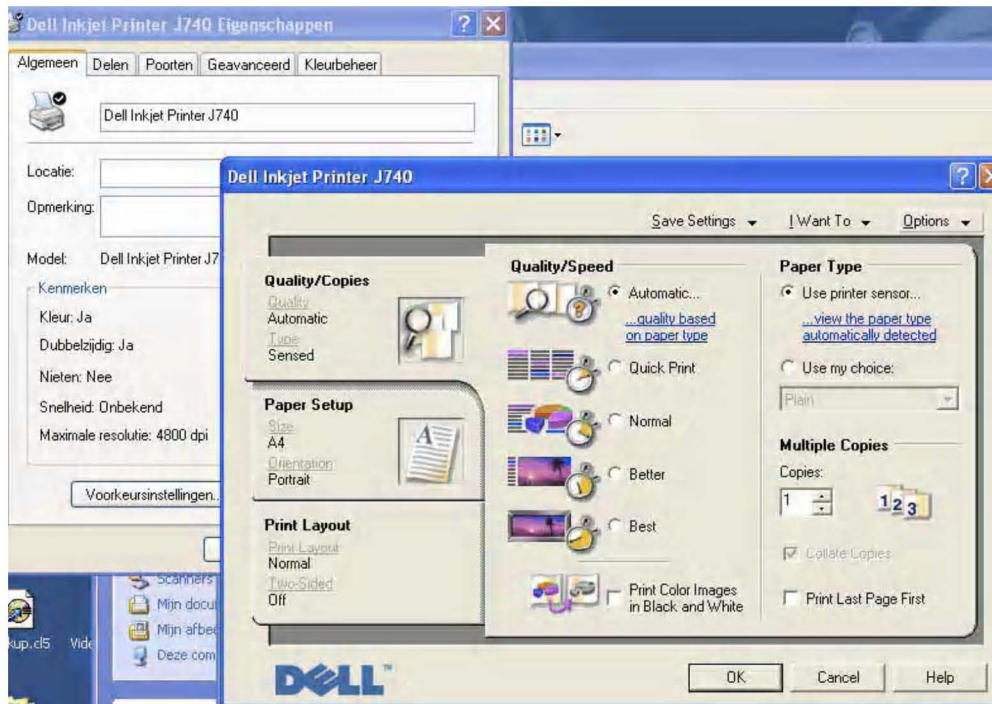 Dell Inkjet Printer J740 Eigenschappen
Algemeen Delen Poorten Geavanceerd Kleurbeheer
Dell Inkjet Printer J740
Locatie:
Opmerking:
Model: Dell Inkjet Printer J7
Kenmerken
Kleur: Ja
Dubbelzijdig: Ja
Nieten: Nee
Snelheid: Onbekend
Maximale resolutie: 4800 dpi
Voorkeursinstellingen..
Scanners
Mijn docu
Mijn afbee
Deze com
kup.cl5 Vide
Dell Inkjet Printer J740
Save Settings I Want To Options
Quality/Copies
Quality
Automatic
Type
Sensed
Paper Setup
Size
A4
Orientation
Portrait
A
Print Layout
Print Layout
Normal
Two-Sided
Off
Quality/Speed
Automatic...
...quality based
on paper type
Quick Print
Normal
Better
Best
Print Color Images
in Black and White
Paper Type
Use printer sensor...
...view the paper type
automatically detected
Use my choice:
Plain
Multiple Copies
Copies:
1
1 2 3
Collate Copies
Print Last Page First
DELL™
OK Cancel Help